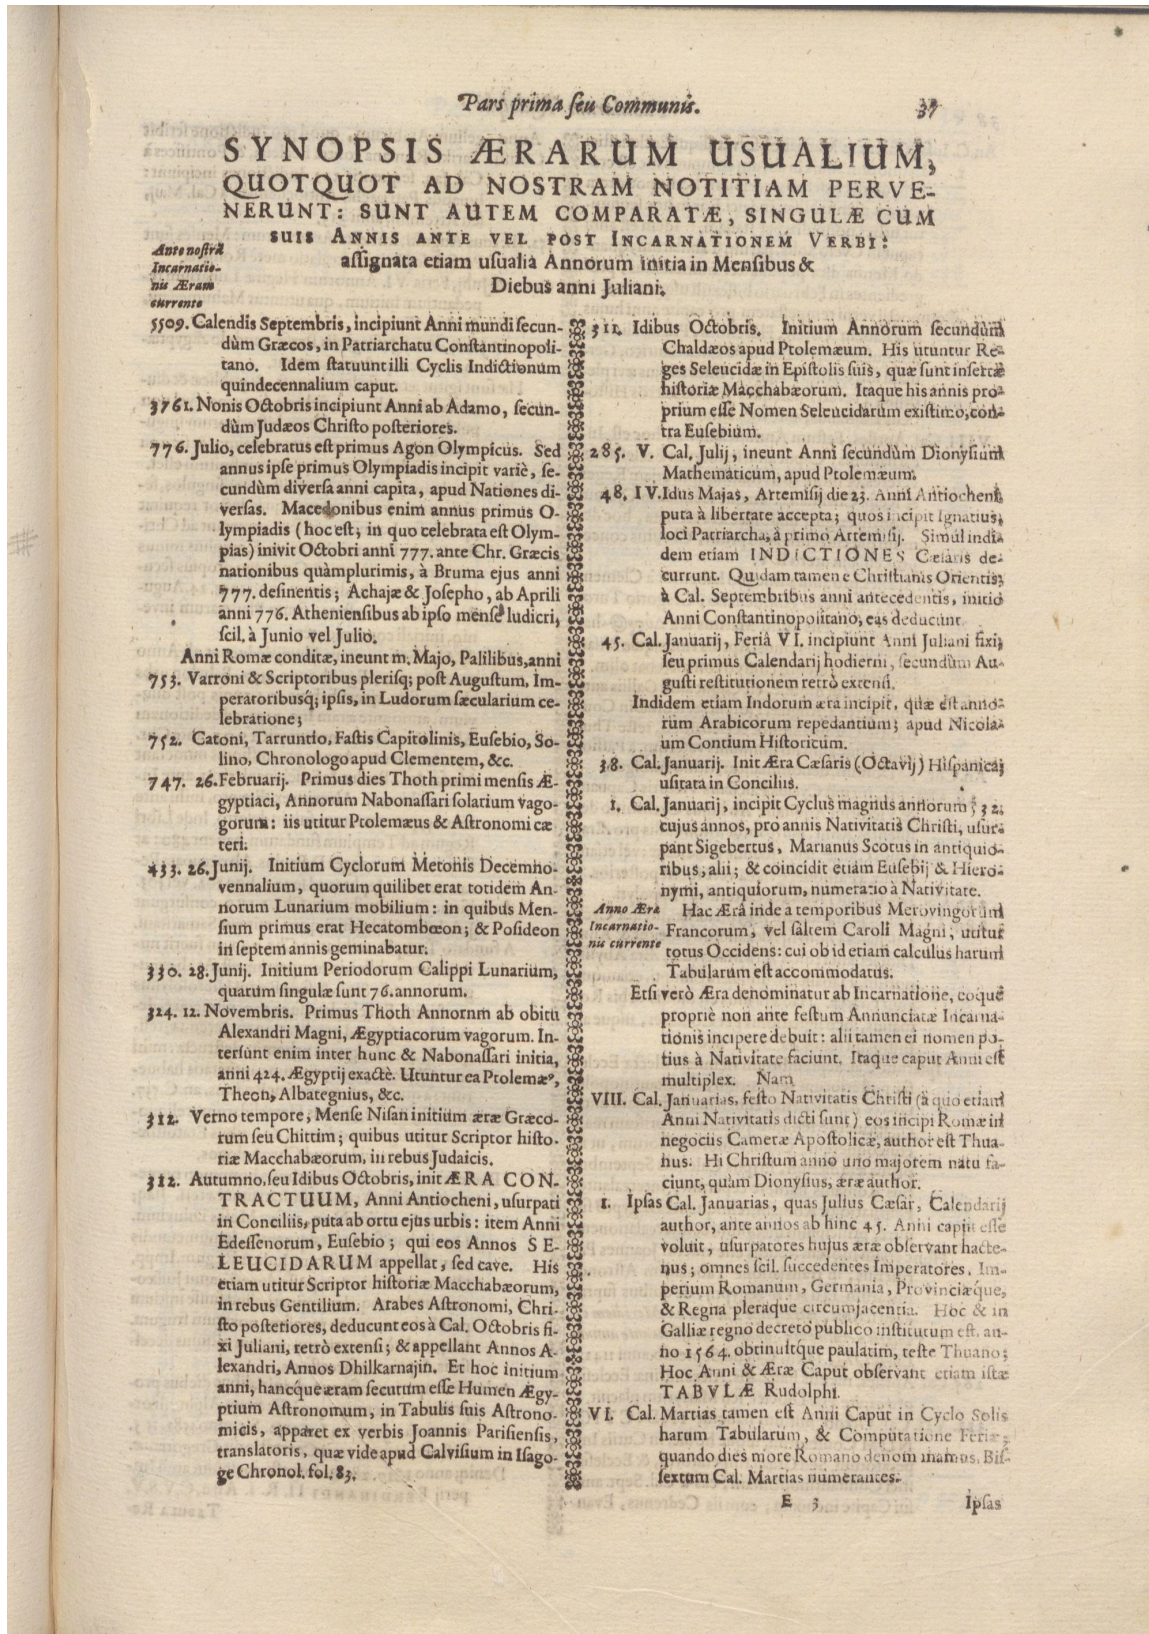 Pars prima seu Communis.
37
SYNOPSIS ÆRARUM USUALIUM,
QUOTQUOT AD NOSTRAM NOTITIAM PERVE-
NERUNT: SUNT AUTEM COMPARATÆ, SINGULÆ CUM
SUIS ANNIS ANTE VEL POST INCARNATIONEM VERBI:
assignata etiam usualia Annorum initia in Mensibus &
Diebus anni Juliani.
Ante nostrã
Incarnatio-
nis Æram
currente
5509. Calendis Septembris, incipiunt Anni mundi secun-
dùm Græcos, in Patriarchatu Constantinopoli-
tano. Idem statuunt illi Cyclis Indictionum
quindecennalium caput.
3761. Nonis Octobris incipiunt Anni ab Adamo, secun-
dùm Judæos Christo posteriores.
776. Julio, celebratus est primus Agon Olympicus. Sed
annus ipse primus Olympiadis incipit variè, se-
cundùm diversa anni capita, apud Nationes di-
versas. Macedonibus enim annus primus O-
lympiadis (hoc est, in quo celebrata est Olym-
pias) inivit Octobri anni 777. ante Chr. Græcis
nationibus quàmplurimis, à Bruma ejus anni
777. desinentis; Achajæ & Josepho, ab Aprili
anni 776. Atheniensibus ab ipso mense ludicri,
scil. à Junio vel Julio.
Anni Romæ conditæ, ineunt m. Majo, Palilibus, anni
753. Varroni & Scriptoribus plerisq; post Augustum, Im-
peratoribusq; ipsis, in Ludorum sæcularium ce-
lebratione;
752. Catoni, Tarruntio, Fastis Capitolinis, Eusebio, So-
lino, Chronologo apud Clementem, &c.
747. 26. Februarij. Primus dies Thoth primi mensis Æ-
gyptiaci, Annorum Nabonassari solarium vago-
gorum: iis utitur Ptolemæus & Astronomi cæ
teri.
433. 26. Junij. Initium Cyclorum Metonis Decemno-
vennalium, quorum quilibet erat totidem An-
norum Lunarium mobilium: in quibus Men-
sium primus erat Hecatombœon; & Posideon
in septem annis geminabatur.
330. 28. Junij. Initium Periodorum Calippi Lunarium,
quarum singulæ sunt 76. annorum.
324. 12. Novembris. Primus Thoth Annornm ab obitu
Alexandri Magni, Ægyptiacorum vagorum. In-
tersunt enim inter hunc & Nabonassari initia,
anni 424. Ægyptij exactè. Utuntur ea Ptolemæ⁹,
Theon, Albategnius, &c.
312. Verno tempore, Mense Nisan initium æræ Græco-
rum seu Chittim; quibus utitur Scriptor histo-
riæ Macchabæorum, in rebus Judaicis.
312. Autumno, seu Idibus Octobris, init ÆRA CON-
TRACTUUM, Anni Antiocheni, usurpati
in Conciliis, puta ab ortu ejus urbis: item Anni
Edessenorum, Eusebio; qui eos Annos SE-
LEUCIDARUM appellat, sed cave. His
etiam utitur Scriptor historiæ Macchabæorum,
in rebus Gentilium. Arabes Astronomi, Chri-
sto posteriores, deducunt eos à Cal. Octobris fi-
xi Juliani, retrò extensi; & appellant Annos A-
lexandri, Annos Dhilkarnajin. Et hoc initium
anni, hancque æram secutum esse Humen Ægy-
ptium Astronomum, in Tabulis suis Astrono-
micis, apparet ex verbis Joannis Parisiensis,
translatoris, quæ vide apud Calvisium in Isago-
ge Chronol. fol. 83.
311. Idibus Octobris. Initium Annorum secundùm
Chaldæos apud Ptolemæum. His utuntur Re-
ges Seleucidæ in Epistolis suis, quæ sunt insertæ
historiæ Macchabæorum. Itaque his annis pro-
prium esse Nomen Seleucidarum existimo, con-
tra Eusebium.
285. V. Cal. Julij, ineunt Anni secundùm Dionysium
Mathematicum, apud Ptolemæum.
48. IV. Idus Majas, Artemisij die 23. Anni Antiocheni,
puta à libertate accepta; quos incipit Ignatius,
loci Patriarcha, à primo Artemisij. Simul indi-
dem etiam INDICTIONES Cæsaris de-
currunt. Quidam tamen e Christianis Orientis,
à Cal. Septembribus anni antecedentis, initio
Anni Constantinopolitano, eas deducunt.
45. Cal. Januarij, Feriâ VI. incipiunt Anni Juliani fixi,
seu primus Calendarij hodierni, secundùm Au-
gusti restitutionem retrò extensi.
Indidem etiam Indorum æra incipit, quæ est anno-
rum Arabicorum repedantium; apud Nicola-
um Contium Historicum.
38. Cal. Januarij. Init Æra Cæsaris (Octavij) Hispanica;
usitata in Conciliis.
1. Cal. Januarij, incipit Cyclus magnus annorum 532.
cujus annos, pro annis Nativitatis Christi, usur-
pant Sigebertus, Marianus Scotus in antiquio-
ribus, alii; & coincidit etiam Eusebij & Hiero-
nymi, antiquiorum, numeratio à Nativitate.
Anno Æra
Incarnatio-
nis currente
Hac Ærâ inde a temporibus Merovingorum
Francorum, vel saltem Caroli Magni, utitur
totus Occidens: cui ob id etiam calculus harum
Tabularum est accommodatus.
Etsi verò Æra denominatur ab Incarnatione, eoque
propriè non ante festum Annunciatæ Incarna-
tionis incipere debuit: alii tamen ei nomen po-
tius à Nativitate faciunt. Itaque caput Anni est
multiplex. Nam
VIII. Cal. Januarias, festo Nativitatis Christi (à quo etiam
Anni Nativitatis dicti sunt) eos incipi Romæ in
negociis Cameræ Apostolicæ, author est Thua-
nus. Hi Christum anno uno majorem natu fa-
ciunt, quàm Dionysius, æræ author.
1. Ipsas Cal. Januarias, quas Julius Cæsar, Calendarij
author, ante annos ab hinc 45. Anni caput esse
voluit, usurpatores hujus æræ observant hacte-
nus; omnes scil. succedentes Imperatores, Im-
perium Romanum, Germania, Provinciæque,
& Regna pleraque circumjacentia. Hoc & in
Galliæ regno decreto publico institutum est, an-
no 1564. obtinuitque paulatim, teste Thuano;
Hoc Anni & Æræ Caput observant etiam istæ
TABVLÆ Rudolphi.
VI. Cal. Martias tamen est Anni Caput in Cyclo Solis
harum Tabularum, & Computatione Feriæ,
quando dies more Romano denominamus, Bis-
sextum Cal. Martias numerantes.
E 3
Ipsas